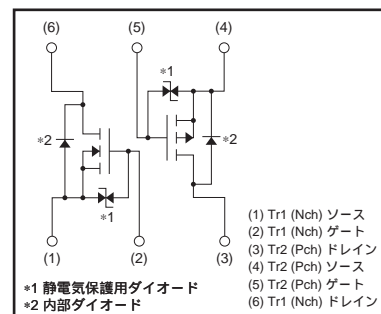 (6) (5) (4)
*1
*2
*2
*1
(1) (2) (3)
*1 静電気保護用ダイオード
*2 内部ダイオード
(1) Tr1 (Nch) ソース
(2) Tr1 (Nch) ゲート
(3) Tr2 (Pch) ドレイン
(4) Tr2 (Pch) ソース
(5) Tr2 (Pch) ゲート
(6) Tr1 (Nch) ドレイン